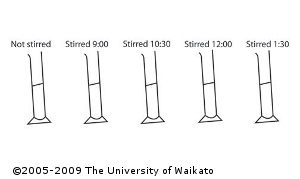 Not stirred Stirred 9:00 Stirred 10:30 Stirred 12:00 Stirred 1:30
©2005-2009 The University of Waikato